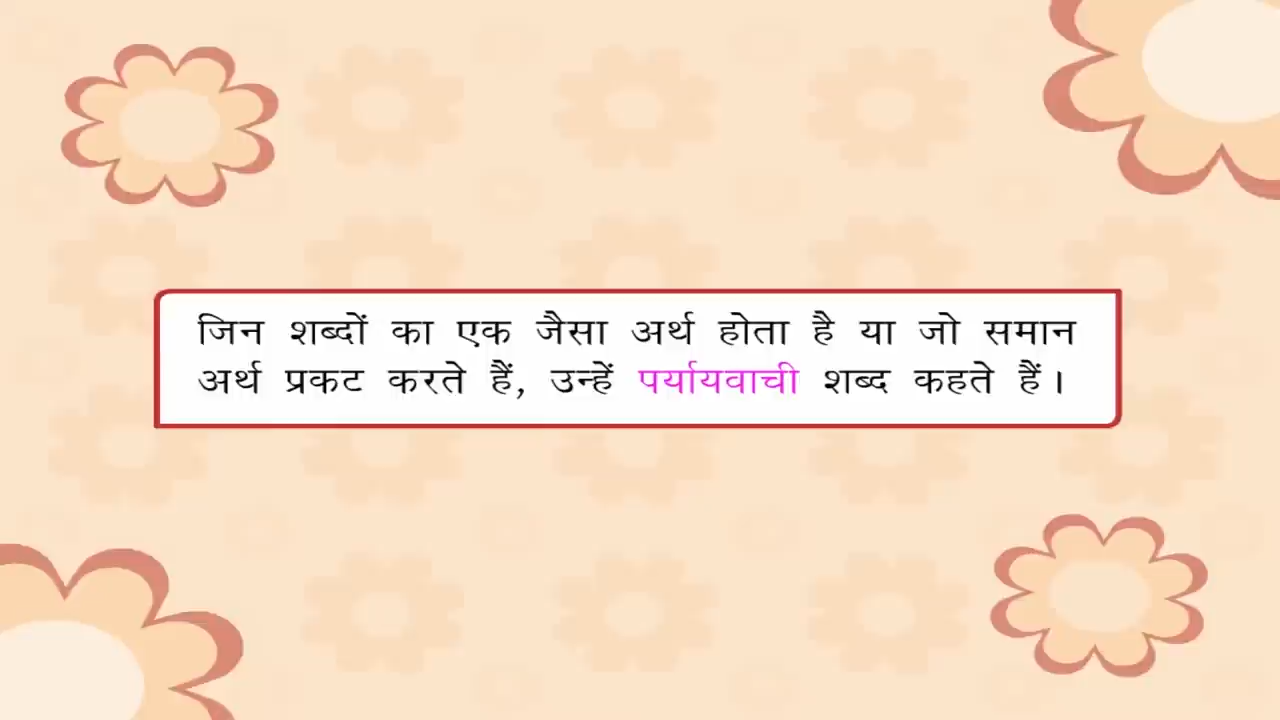 जिन शब्दों का एक जैसा अर्थ होता है या जो समान
अर्थ प्रकट करते हैं, उन्हें पर्यायवाची शब्द कहते हैं।